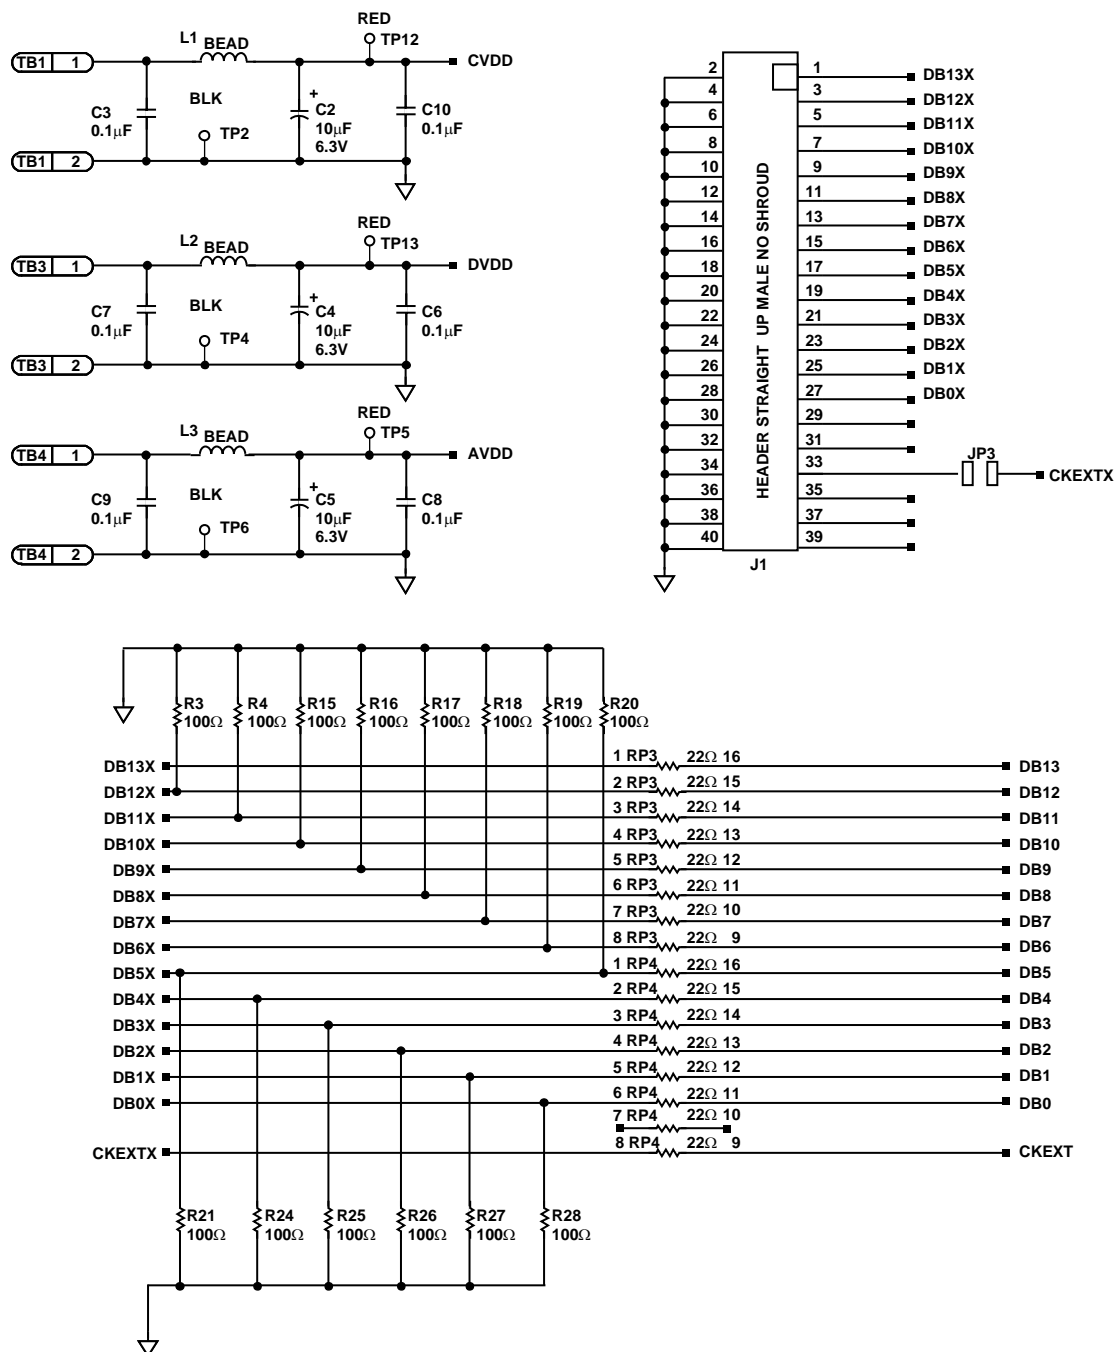 RED
L1 BEAD TP12
TB1 1 CVDD
BLK
C3 0.1µF
TP2
+ C2 10µF 6.3V
C10 0.1µF
TB1 2
RED
L2 BEAD TP13
TB3 1 DVDD
BLK
C7 0.1µF
TP4
+ C4 10µF 6.3V
C6 0.1µF
TB3 2
RED
L3 BEAD TP5
TB4 1 AVDD
BLK
C9 0.1µF
TP6
+ C5 10µF 6.3V
C8 0.1µF
TB4 2
2 1 DB13X
4 3 DB12X
6 5 DB11X
8 7 DB10X
10 9 DB9X
12 11 DB8X
14 13 DB7X
16 15 DB6X
18 17 DB5X
20 19 DB4X
22 21 DB3X
24 23 DB2X
26 25 DB1X
28 27 DB0X
30 29
32 31
34 33 JP3 CKEXTX
36 35
38 37
40 39
HEADER STRAIGHT UP MALE NO SHROUD
J1
R3 R4 R15 R16 R17 R18 R19 R20
100Ω 100Ω 100Ω 100Ω 100Ω 100Ω 100Ω 100Ω
DB13X 1 RP3 22Ω 16 DB13
DB12X 2 RP3 22Ω 15 DB12
DB11X 3 RP3 22Ω 14 DB11
DB10X 4 RP3 22Ω 13 DB10
DB9X 5 RP3 22Ω 12 DB9
DB8X 6 RP3 22Ω 11 DB8
DB7X 7 RP3 22Ω 10 DB7
DB6X 8 RP3 22Ω 9 DB6
DB5X 1 RP4 22Ω 16 DB5
DB4X 2 RP4 22Ω 15 DB4
DB3X 3 RP4 22Ω 14 DB3
DB2X 4 RP4 22Ω 13 DB2
DB1X 5 RP4 22Ω 12 DB1
DB0X 6 RP4 22Ω 11 DB0
7 RP4 22Ω 10
CKEXTX 8 RP4 22Ω 9 CKEXT
R21 R24 R25 R26 R27 R28
100Ω 100Ω 100Ω 100Ω 100Ω 100Ω